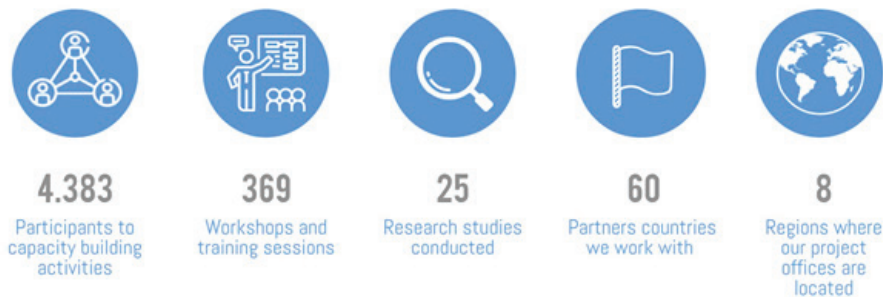 4.383
Participants to
capacity building
activities
369
Workshops and
training sessions
25
Research studies
conducted
60
Partners countries
we work with
8
Regions where
our project
offices are
located